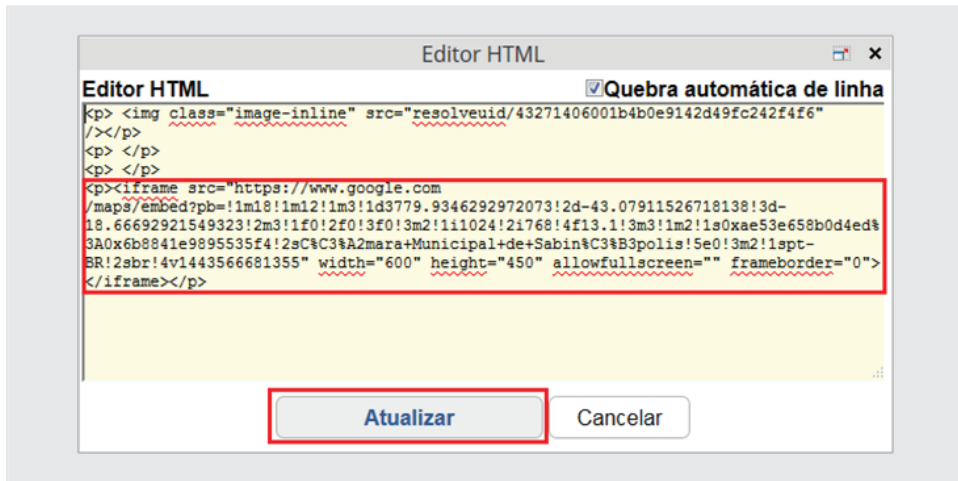 Editor HTML
Editor HTML
Quebra automática de linha
<p> <img class="image-inline" src="resolveuid/43271406001b4b0e9142d49fc242f4f6"
/></p>
<p> </p>
<p> </p>
<p><iframe src="https://www.google.com
/maps/embed?pb=!1m18!1m12!1m3!1d3779.9346292972073!2d-43.07911526718138!3d-
18.66692921549323!2m3!1f0!2f0!3f0!3m2!1i1024!2i768!4f13.1!3m3!1m2!1s0xae53e658b0d4ed%
3A0x6b8841e9895535f4!2sC%C3%A2mara+Municipal+de+Sabin%C3%B3polis!5e0!3m2!1spt-
BR!2sbr!4v1443566681355" width="600" height="450" allowfullscreen="" frameborder="0">
</iframe></p>
Atualizar
Cancelar